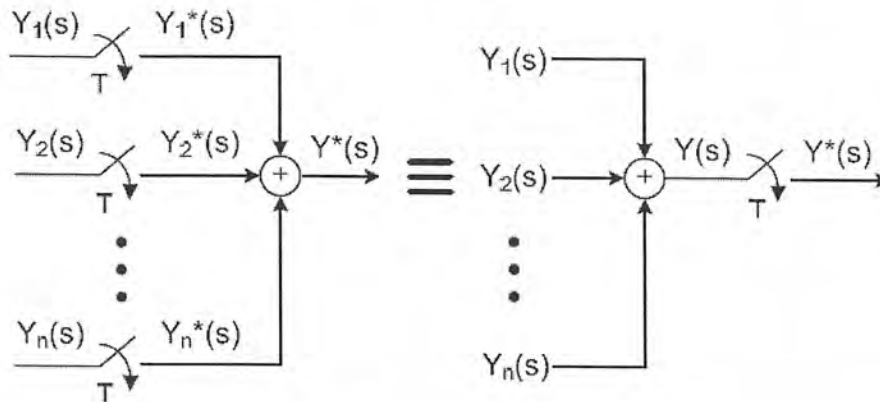 Y₁(s) Y₁*(s)
T
Y₂(s) Y₂*(s) Y*(s)
T
Yₙ(s) Yₙ*(s)
T
+
≡
Y₁(s)
Y₂(s) Y(s) Y*(s)
+
T
Yₙ(s)